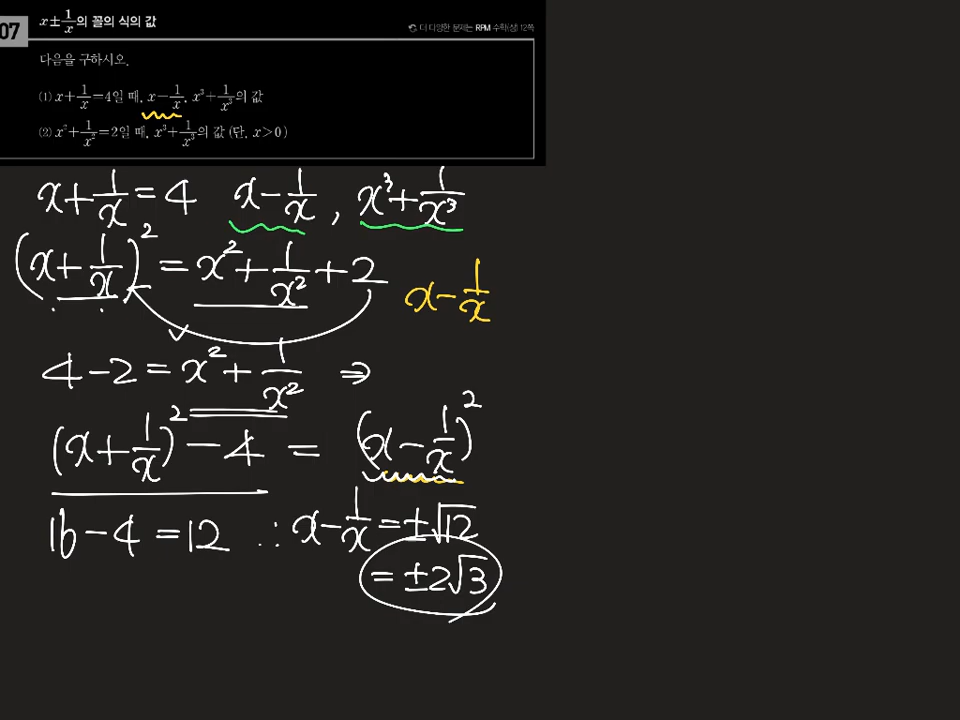 07 x±1/x의 꼴의 식의 값
더 다양한 문제는 RPM 수학(상) 12쪽
다음을 구하시오.
(1) x+1/x=4일 때, x-1/x, x³+1/x³의 값
(2) x²+1/x²=2일 때, x³+1/x³의 값 (단, x>0)
x+1/x=4 x-1/x, x³+1/x³
(x+1/x)²=x²+1/x²+2
x-1/x
4-2=x²+1/x² ⇒
(x+1/x)²-4=(x-1/x)²
16-4=12 ∴x-1/x=±√12
=±2√3